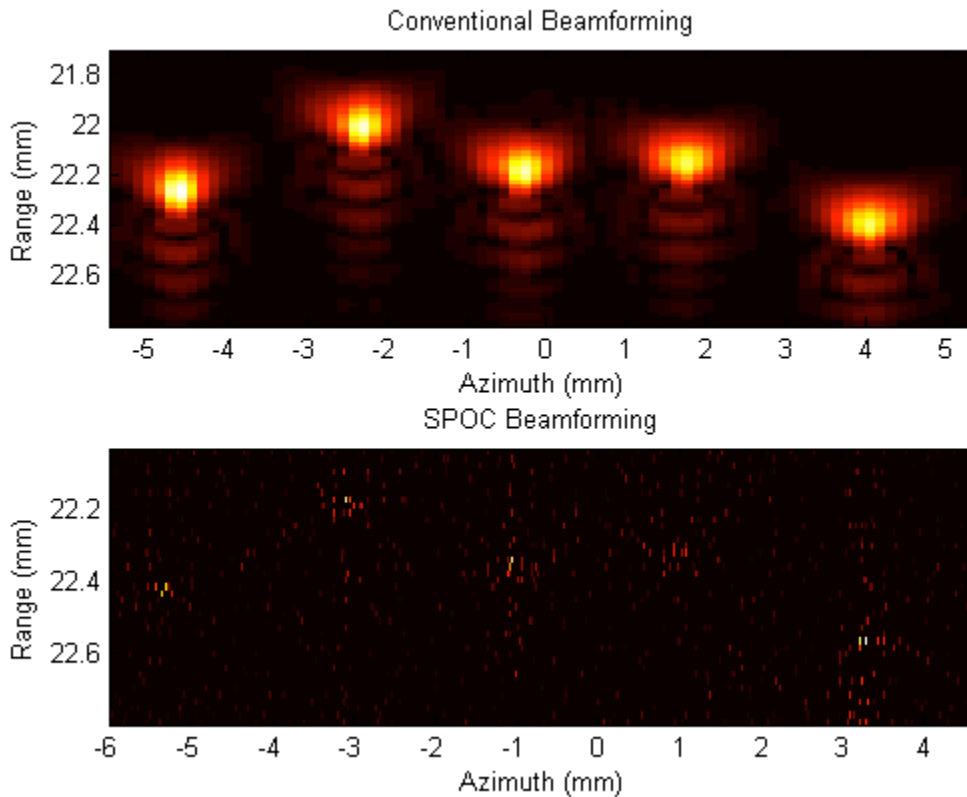 Conventional Beamforming
21.8
22
22.2
22.4
22.6
Range (mm)
-5 -4 -3 -2 -1 0 1 2 3 4 5
Azimuth (mm)
SPOC Beamforming
22.2
22.4
22.6
Range (mm)
-6 -5 -4 -3 -2 -1 0 1 2 3 4
Azimuth (mm)